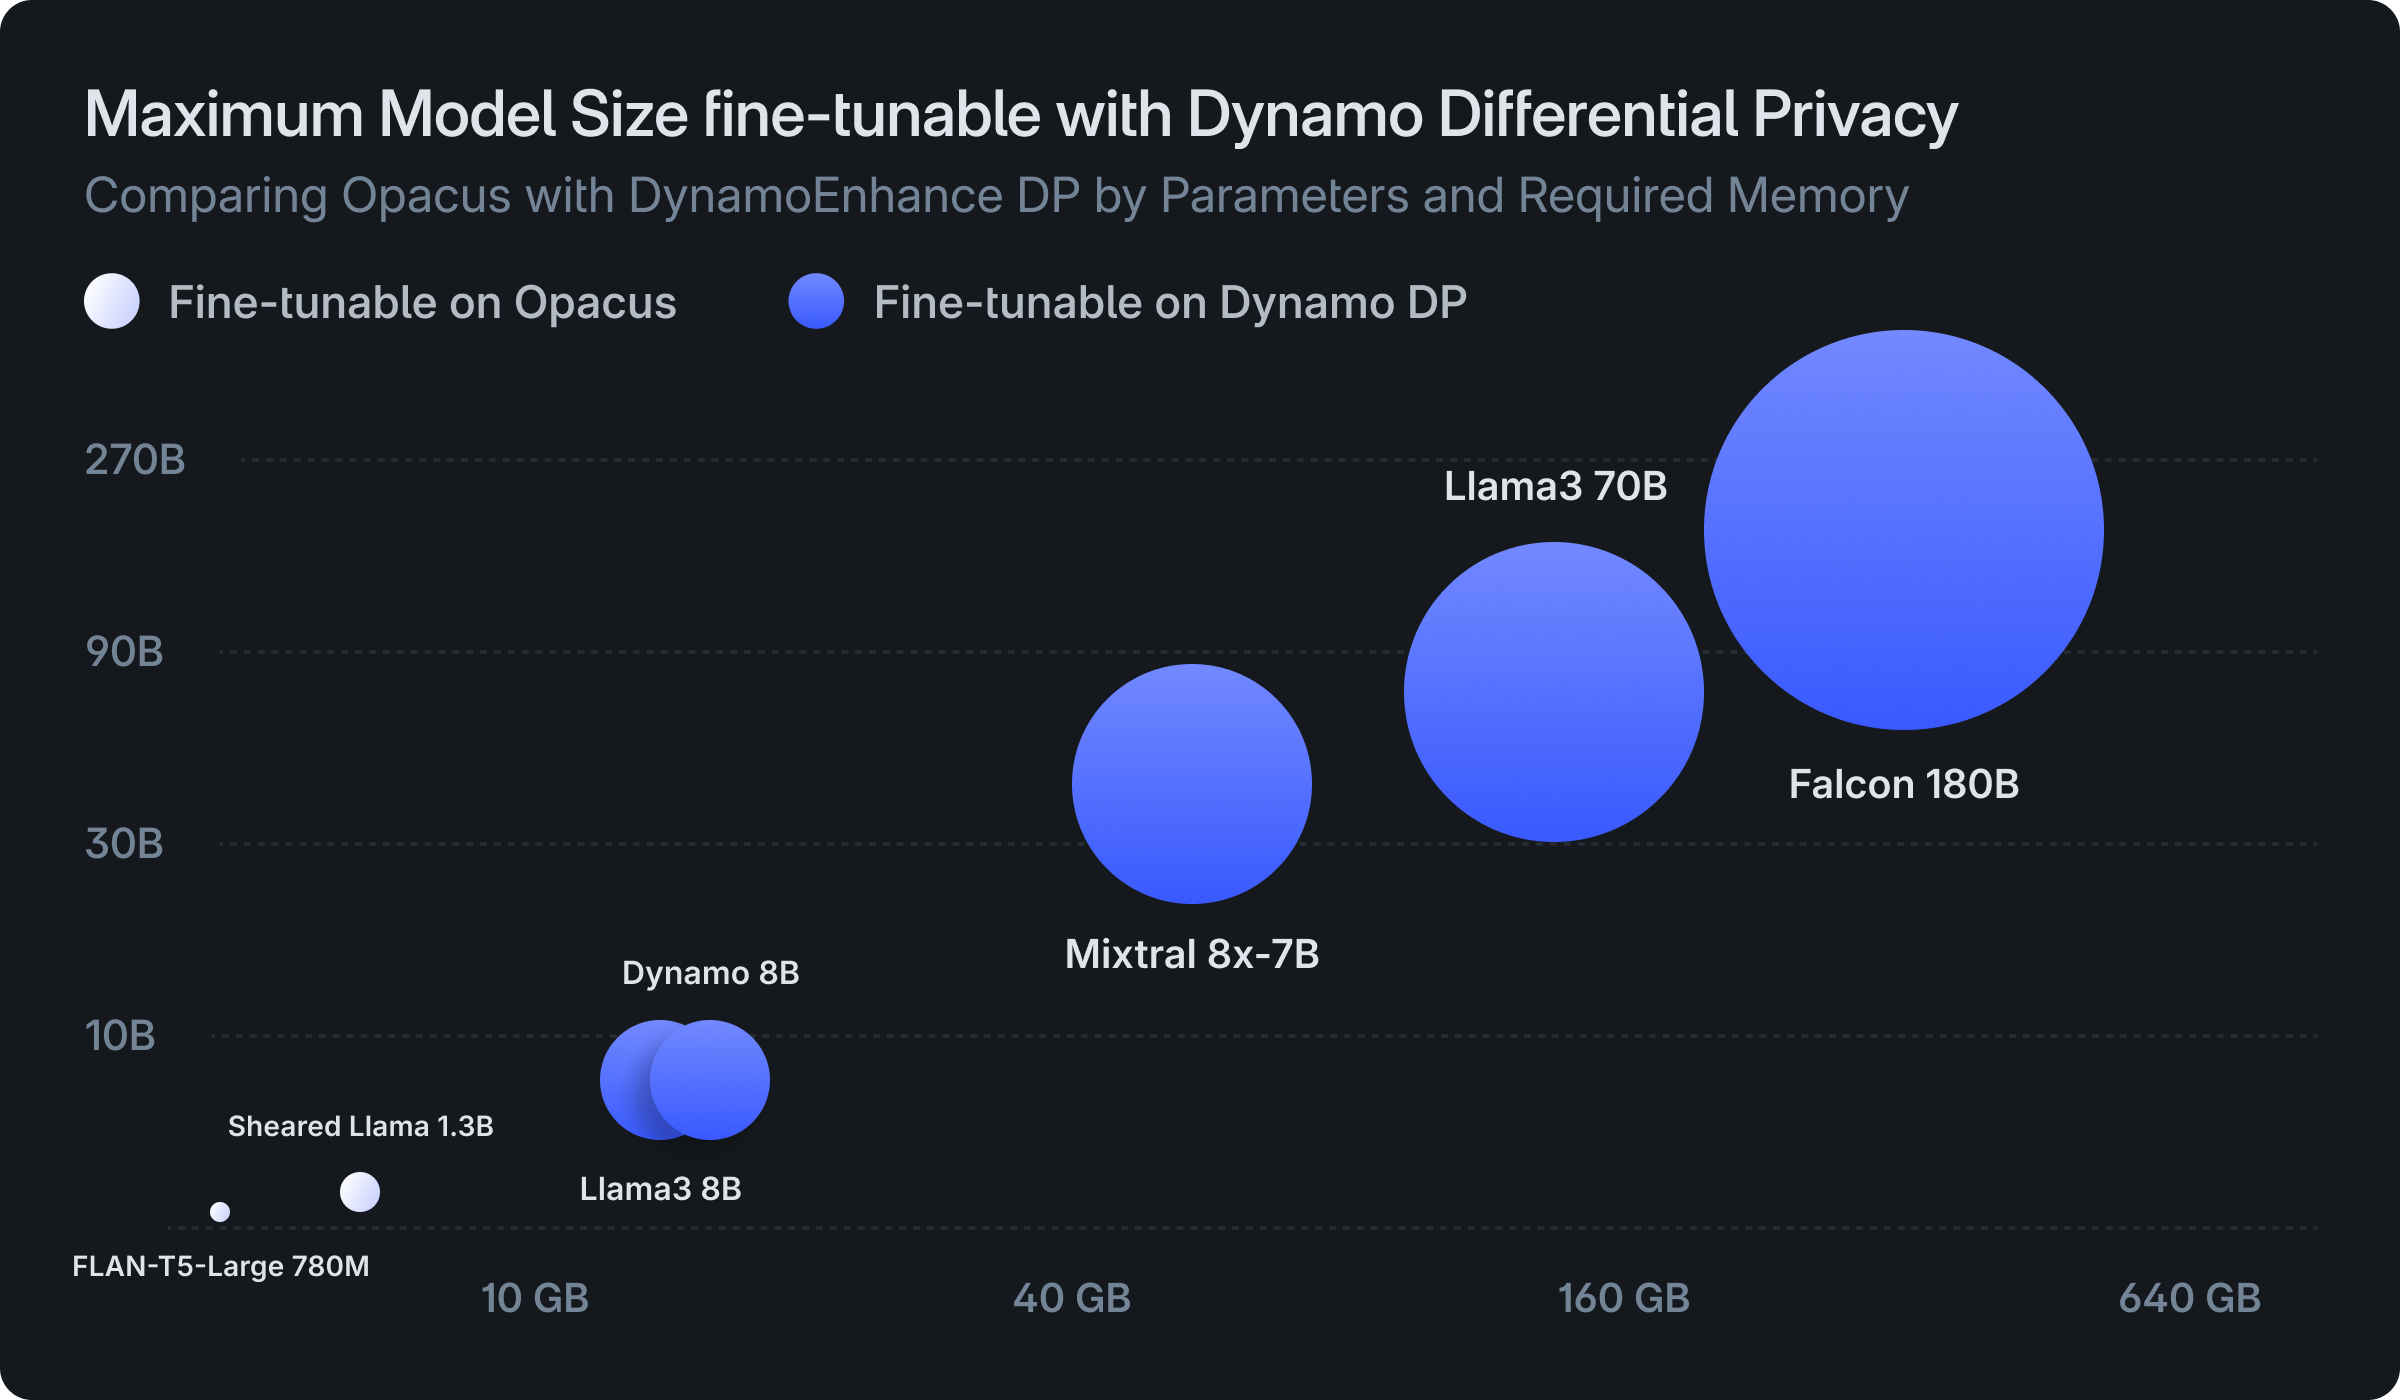 Maximum Model Size fine-tunable with Dynamo Differential Privacy
Comparing Opacus with DynamoEnhance DP by Parameters and Required Memory
Fine-tunable on Opacus
Fine-tunable on Dynamo DP
270B
Llama3 70B
90B
Falcon 180B
30B
Mixtral 8x-7B
Dynamo 8B
10B
Sheared Llama 1.3B
Llama3 8B
FLAN-T5-Large 780M
10 GB
40 GB
160 GB
640 GB